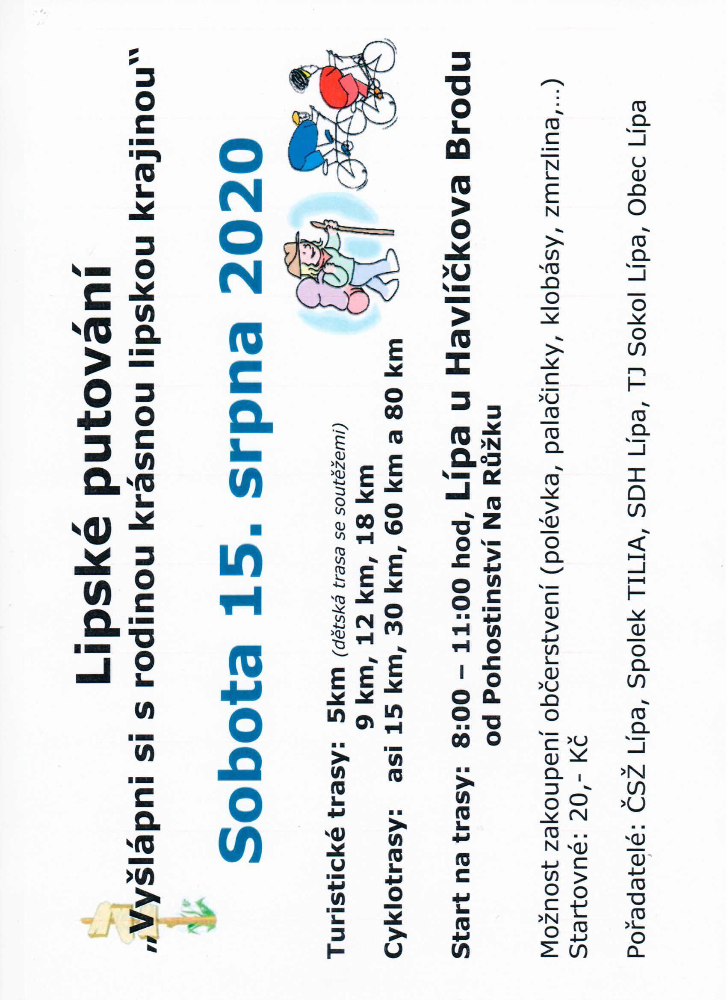 Lipské putování
„Vyšlápni si s rodinou krásnou lipskou krajinou“
Sobota 15. srpna 2020
Turistické trasy: 5km (dětská trasa se soutěžemi)
9 km, 12 km, 18 km
Cyklotrasy: asi 15 km, 30 km, 60 km a 80 km
Start na trasy: 8:00 – 11:00 hod, Lípa u Havlíčkova Brodu
od Pohostinství Na Růžku
Možnost zakoupení občerstvení (polévka, palačinky, klobásy, zmrzlina,...)
Startovné: 20,- Kč
Pořadatelé: ČSŽ Lípa, Spolek TILIA, SDH Lípa, TJ Sokol Lípa, Obec Lípa